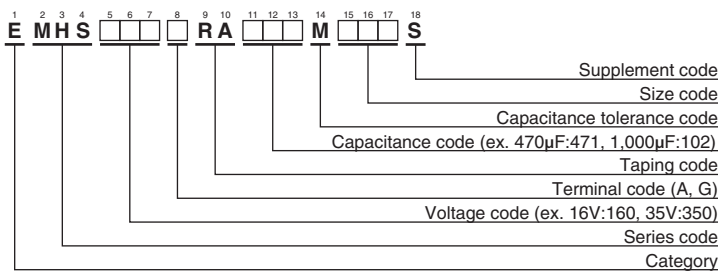 1 2 3 4 5 6 7 8 9 10 11 12 13 14 15 16 17 18
E M H S R A M S
Supplement code
Size code
Capacitance tolerance code
Capacitance code (ex. 470µF:471, 1,000µF:102)
Taping code
Terminal code (A, G)
Voltage code (ex. 16V:160, 35V:350)
Series code
Category